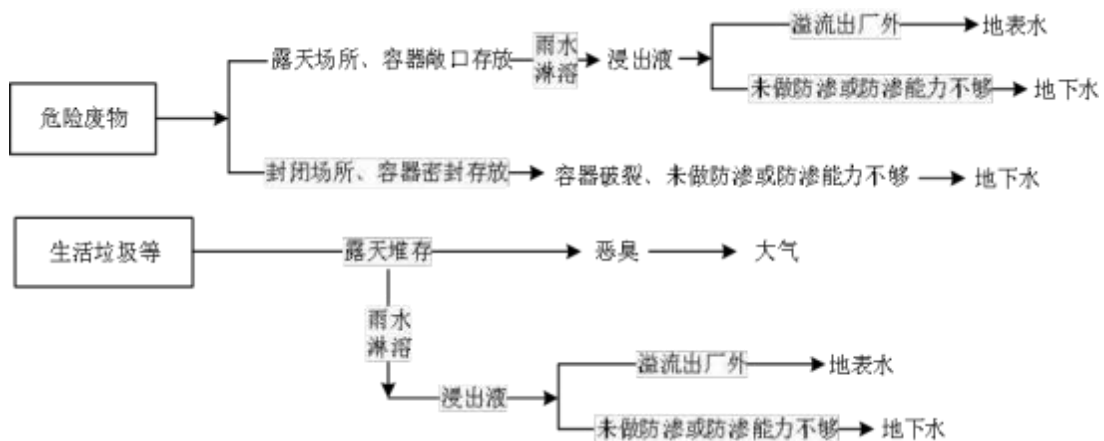 溢流出厂外 地表水
露天场所、容器敞口存放 雨水淋溶 浸出液
未做防渗或防渗能力不够 地下水
危险废物
封闭场所、容器密封存放 容器破裂、未做防渗或防渗能力不够 地下水
生活垃圾等 露天堆存 恶臭 大气
雨水
淋溶
溢流出厂外 地表水
浸出液
未做防渗或防渗能力不够 地下水